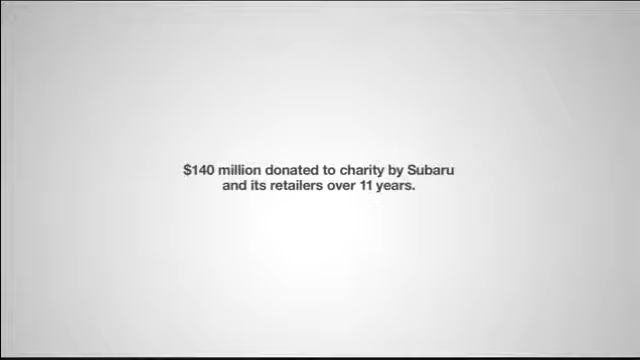 $140 million donated to charity by Subaru
and its retailers over 11 years.